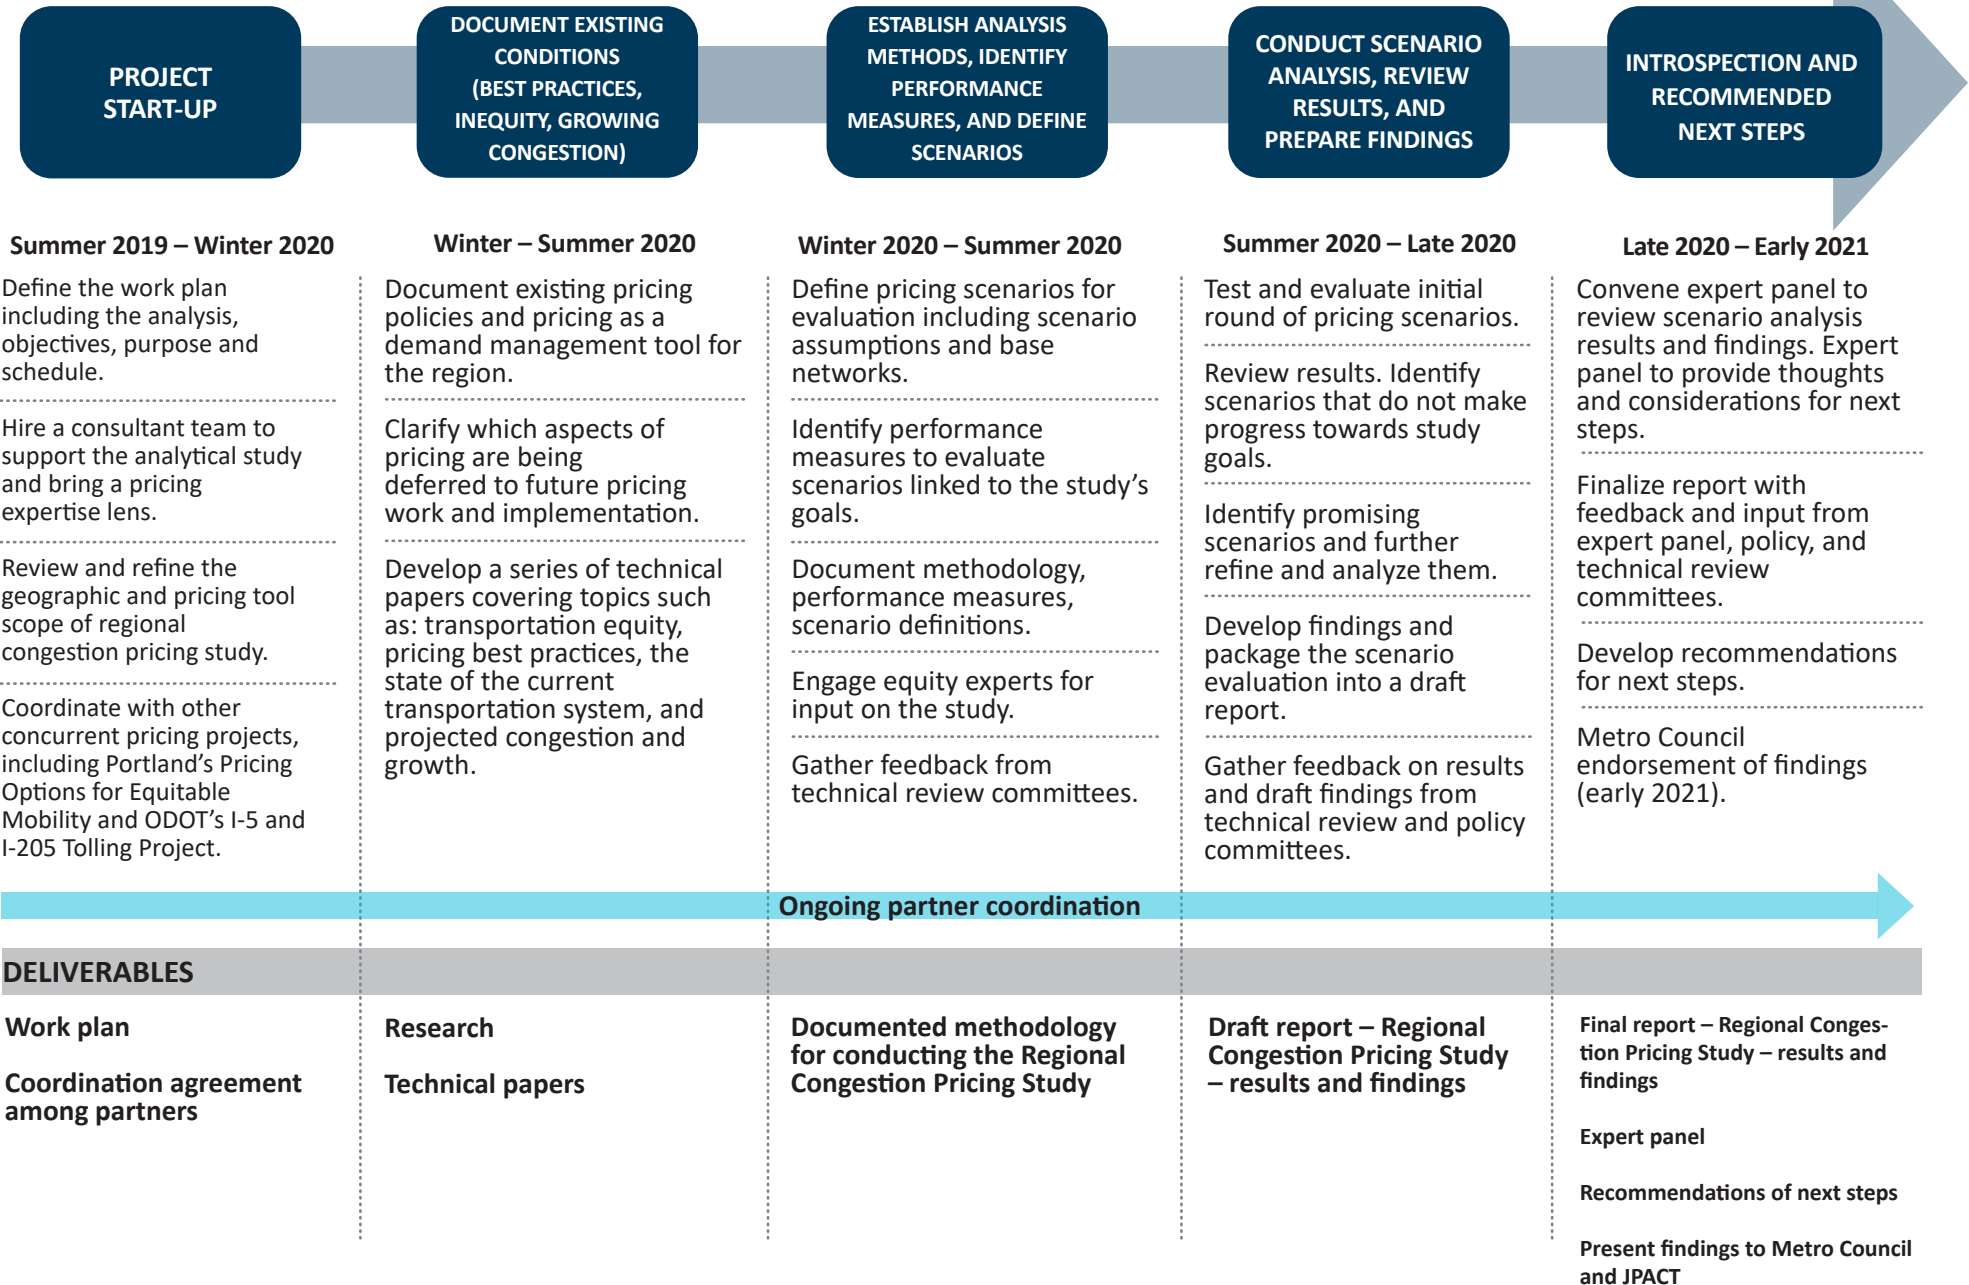 PROJECT
START-UP
DOCUMENT EXISTING
CONDITIONS
(BEST PRACTICES,
INEQUITY, GROWING
CONGESTION)
ESTABLISH ANALYSIS
METHODS, IDENTIFY
PERFORMANCE
MEASURES, AND DEFINE
SCENARIOS
CONDUCT SCENARIO
ANALYSIS, REVIEW
RESULTS, AND
PREPARE FINDINGS
INTROSPECTION AND
RECOMMENDED
NEXT STEPS
Summer 2019 – Winter 2020
Define the work plan
including the analysis,
objectives, purpose and
schedule.
Hire a consultant team to
support the analytical study
and bring a pricing
expertise lens.
Review and refine the
geographic and pricing tool
scope of regional
congestion pricing study.
Coordinate with other
concurrent pricing projects,
including Portland’s Pricing
Options for Equitable
Mobility and ODOT’s I-5 and
I-205 Tolling Project.
Winter – Summer 2020
Document existing pricing
policies and pricing as a
demand management tool for
the region.
Clarify which aspects of
pricing are being
deferred to future pricing
work and implementation.
Develop a series of technical
papers covering topics such
as: transportation equity,
pricing best practices, the
state of the current
transportation system, and
projected congestion and
growth.
Winter 2020 – Summer 2020
Define pricing scenarios for
evaluation including scenario
assumptions and base
networks.
Identify performance
measures to evaluate
scenarios linked to the study’s
goals.
Document methodology,
performance measures,
scenario definitions.
Engage equity experts for
input on the study.
Gather feedback from
technical review committees.
Summer 2020 – Late 2020
Test and evaluate initial
round of pricing scenarios.
Review results. Identify
scenarios that do not make
progress towards study
goals.
Identify promising
scenarios and further
refine and analyze them.
Develop findings and
package the scenario
evaluation into a draft
report.
Gather feedback on results
and draft findings from
technical review and policy
committees.
Late 2020 – Early 2021
Convene expert panel to
review scenario analysis
results and findings. Expert
panel to provide thoughts
and considerations for next
steps.
Finalize report with
feedback and input from
expert panel, policy, and
technical review
committees.
Develop recommendations
for next steps.
Metro Council
endorsement of findings
(early 2021).
Ongoing partner coordination
DELIVERABLES
Work plan
Coordination agreement
among partners
Research
Technical papers
Documented methodology
for conducting the Regional
Congestion Pricing Study
Draft report – Regional
Congestion Pricing Study
– results and findings
Final report – Regional Conges-
tion Pricing Study – results and
findings
Expert panel
Recommendations of next steps
Present findings to Metro Council
and JPACT